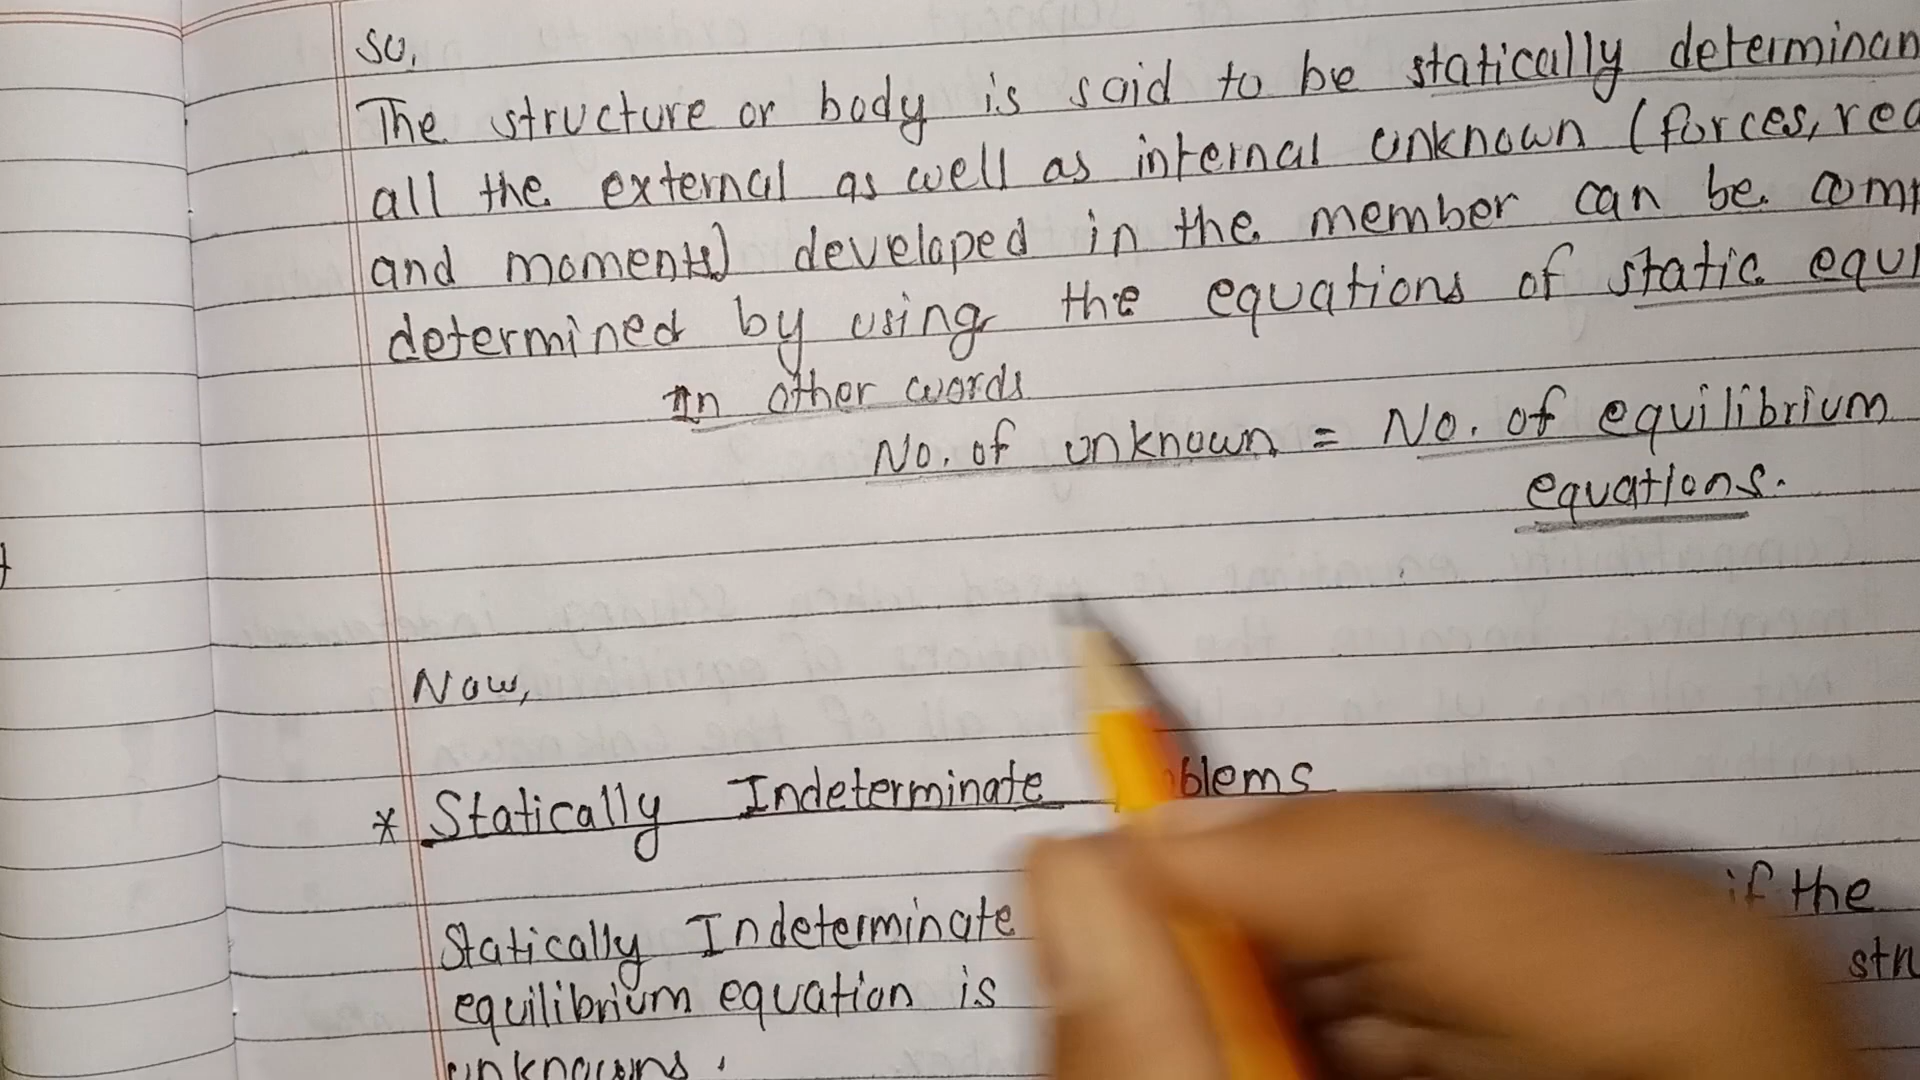 so,
The structure or body is said to be statically determinan
all the external as well as internal unknown (forces, rea
and moments) developed in the member can be comp
determined by using the equations of static equi
In other words
No. of unknown = No. of equilibrium
equations.
Now,
* Statically Indeterminate blems
Statically Indeterminate if the
equilibrium equation is
unknowns.